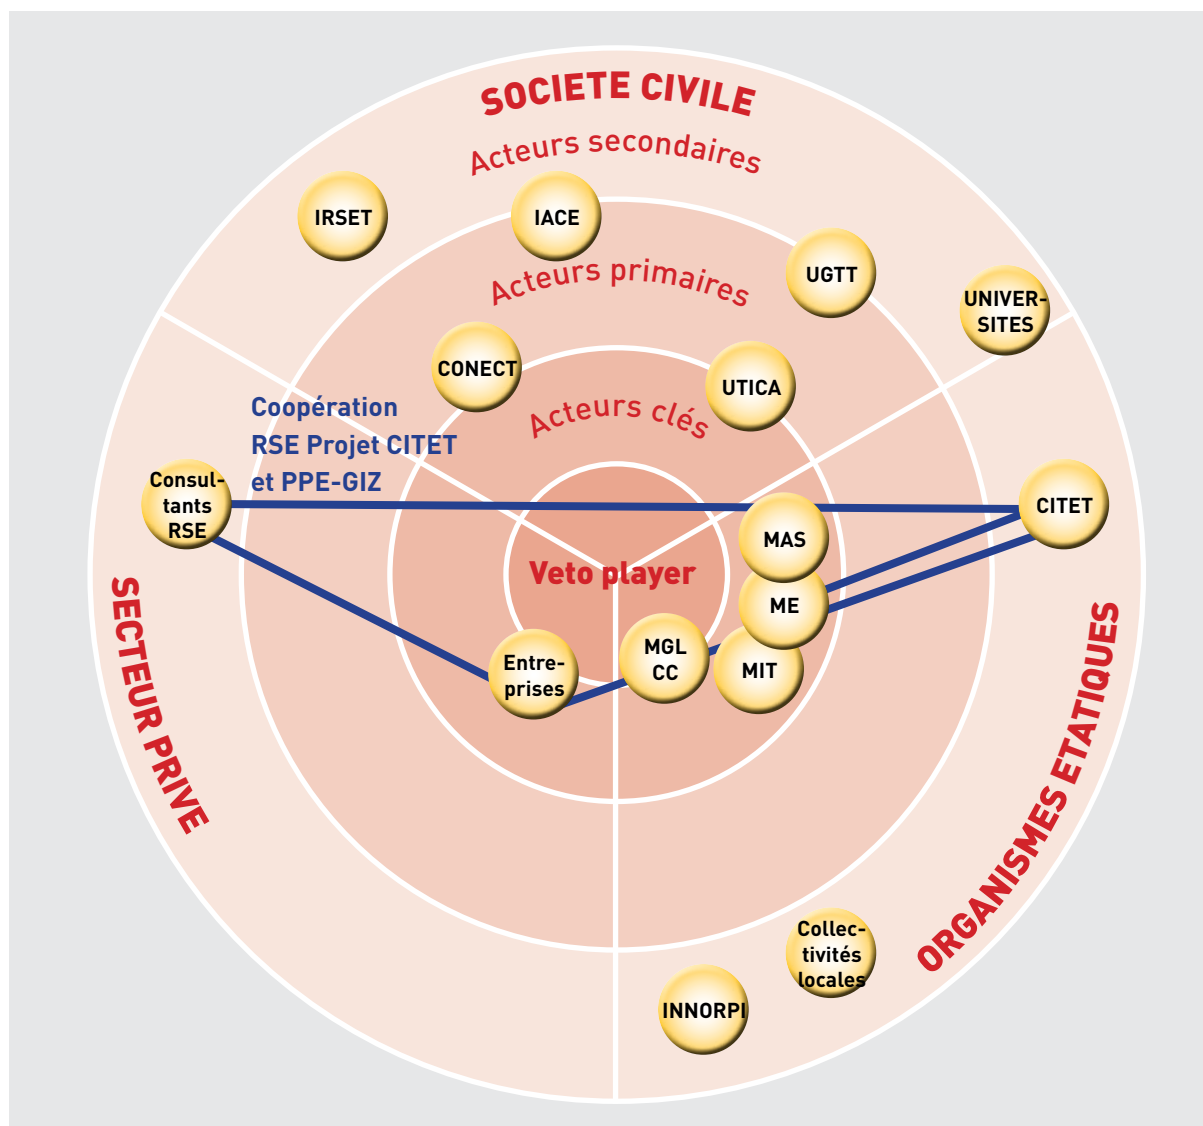 SOCIETE CIVILE
Acteurs secondaires
IRSET
IACE
UGTT
Acteurs primaires
UNIVER-
SITES
CONECT
UTICA
Acteurs clés
Coopération
RSE Projet CITET
et PPE-GIZ
Consul-
tants
RSE
CITET
MAS
Veto player
ME
MGL
CC
MIT
Entre-
prises
SECTEUR PRIVE
ORGANISMES ETATIQUES
Collec-
tivités
locales
INNORPI